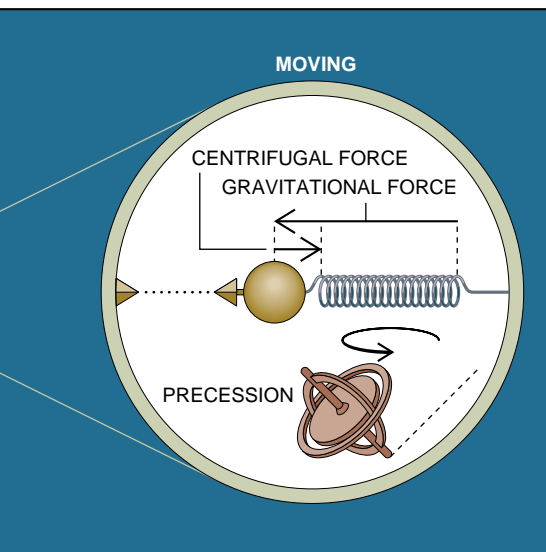 MOVING
CENTRIFUGAL FORCE
GRAVITATIONAL FORCE
PRECESSION